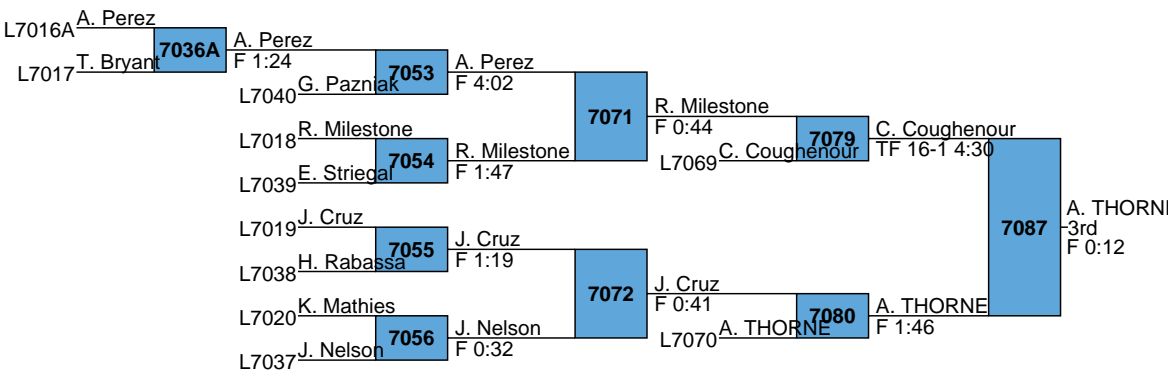 A. Perez
L7016A
7036A
T. Bryant
L7017
A. Perez
F 1:24
7053
G. Pazniak
L7040
A. Perez
F 4:02
7071
R. Milestone
L7018
7054
E. Striegal
L7039
R. Milestone
F 1:47
R. Milestone
F 0:44
7079
C. Coughenour
L7069
C. Coughenour
TF 16-1 4:30
J. Cruz
L7019
7055
H. Rabassa
L7038
J. Cruz
F 1:19
7072
K. Mathies
L7020
7056
J. Nelson
L7037
J. Nelson
F 0:32
J. Cruz
F 0:41
7080
A. THORNE
L7070
A. THORNE
F 1:46
7087
A. THORNE
3rd
F 0:12